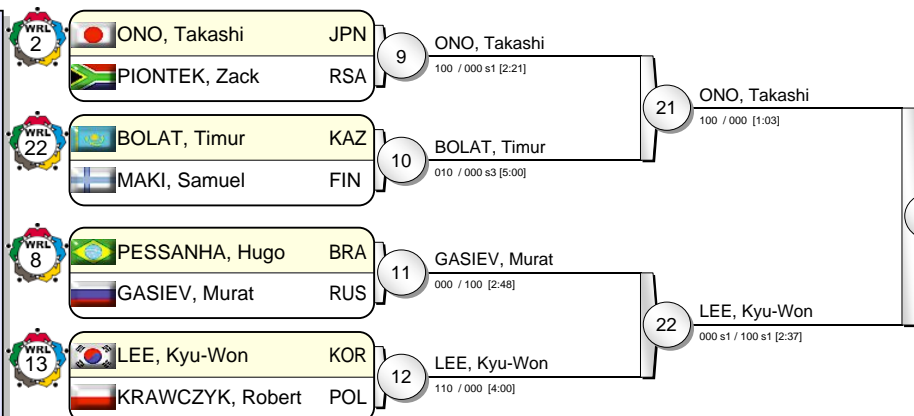 WRL
2
ONO, Takashi JPN
PIONTEK, Zack RSA
9
ONO, Takashi
100 / 000 s1 [2:21]
WRL
22
BOLAT, Timur KAZ
MAKI, Samuel FIN
10
BOLAT, Timur
010 / 000 s3 [5:00]
21
ONO, Takashi
100 / 000 [1:03]
WRL
8
PESSANHA, Hugo BRA
GASIEV, Murat RUS
11
GASIEV, Murat
000 / 100 [2:48]
WRL
13
LEE, Kyu-Won KOR
KRAWCZYK, Robert POL
12
LEE, Kyu-Won
110 / 000 [4:00]
22
LEE, Kyu-Won
000 s1 / 100 s1 [2:37]